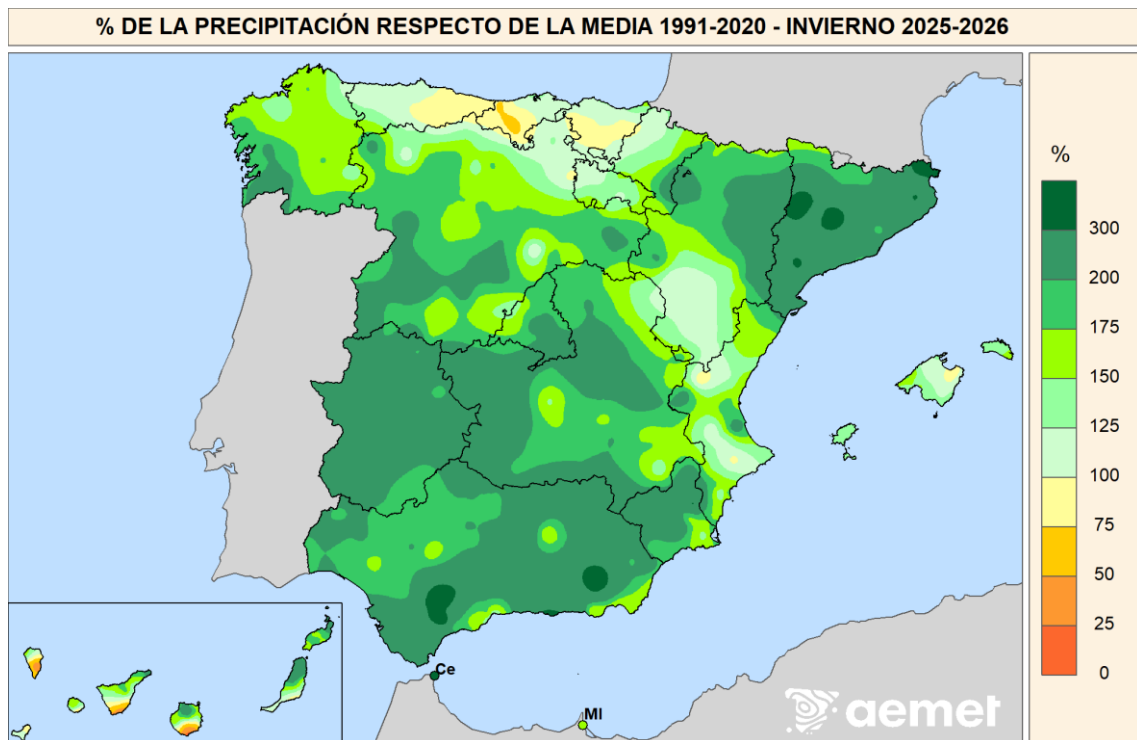 % DE LA PRECIPITACIÓN RESPECTO DE LA MEDIA 1991-2020 - INVIERNO 2025-2026
%
300
200
175
150
125
100
75
50
25
0
Ce
Ml
aemet